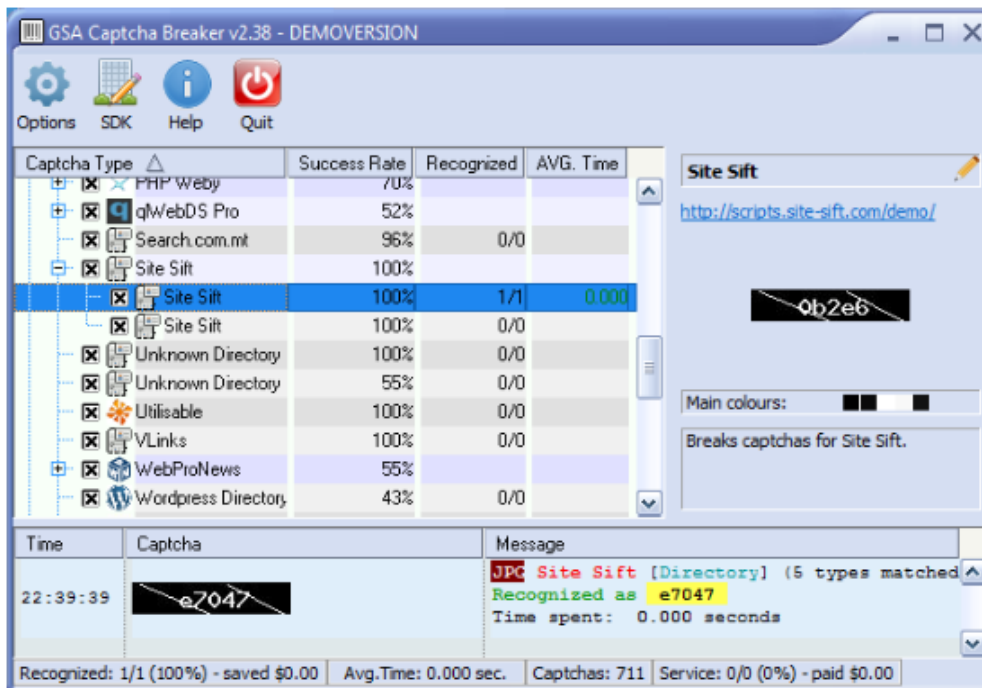 GSA Captcha Breaker v2.38 - DEMOVERSION
Options SDK Help Quit
Captcha Type Success Rate Recognized AVG. Time
PHP Weby 70%
qlWebDS Pro 52%
Search.com.mt 96% 0/0
Site Sift 100%
Site Sift 100% 1/1 0.000
Site Sift 100% 0/0
Unknown Directory 100% 0/0
Unknown Directory 55% 0/0
Utilisable 100% 0/0
VLinks 100% 0/0
WebProNews 55%
Wordpress Directory 43% 0/0
Site Sift
http://scripts.site-sift.com/demo/
0b2e6
Main colours:
Breaks captchas for Site Sift.
Time Captcha Message
22:39:39
e7047
JPG Site Sift [Directory] (5 types matched
Recognized as e7047
Time spent: 0.000 seconds
Recognized: 1/1 (100%) - saved $0.00 Avg.Time: 0.000 sec. Captchas: 711 Service: 0/0 (0%) - paid $0.00